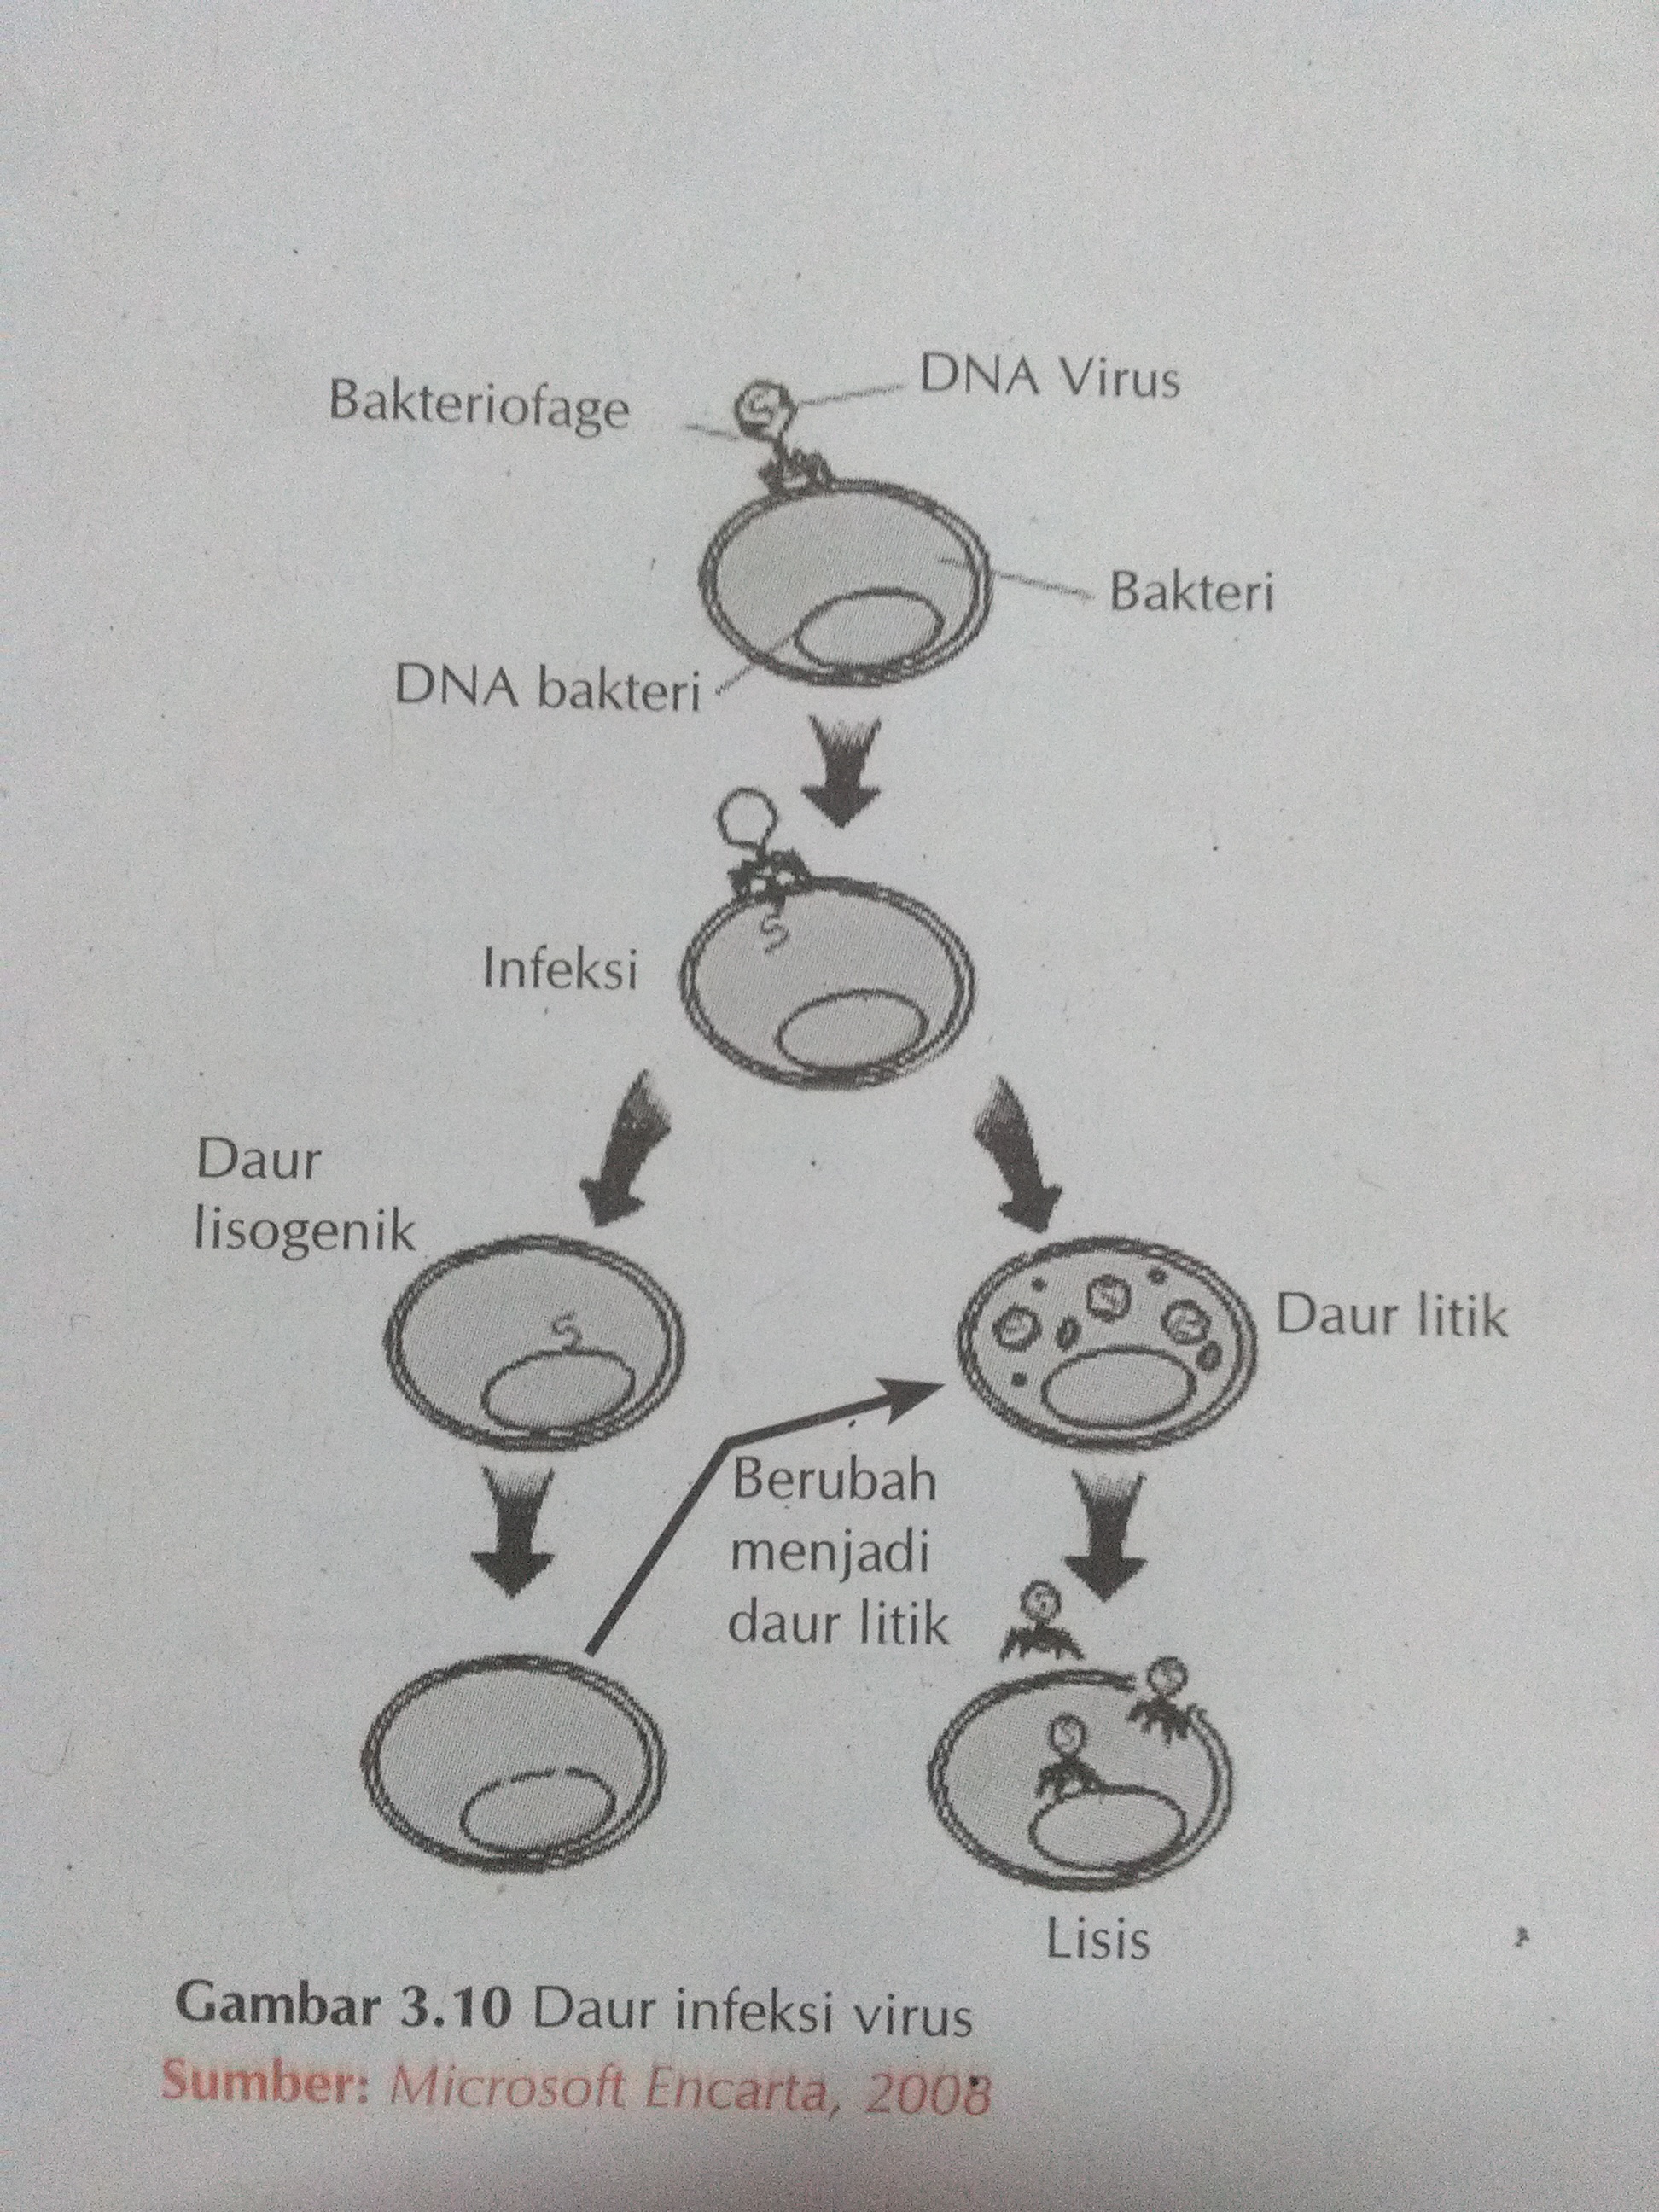 DNA Virus
Bakteriofage
Bakteri
DNA bakteri
Infeksi
Daur
lisogenik
Daur litik
Berubah
menjadi
daur litik
Lisis
Gambar 3.10 Daur infeksi virus
Sumber: Microsoft Encarta, 2008